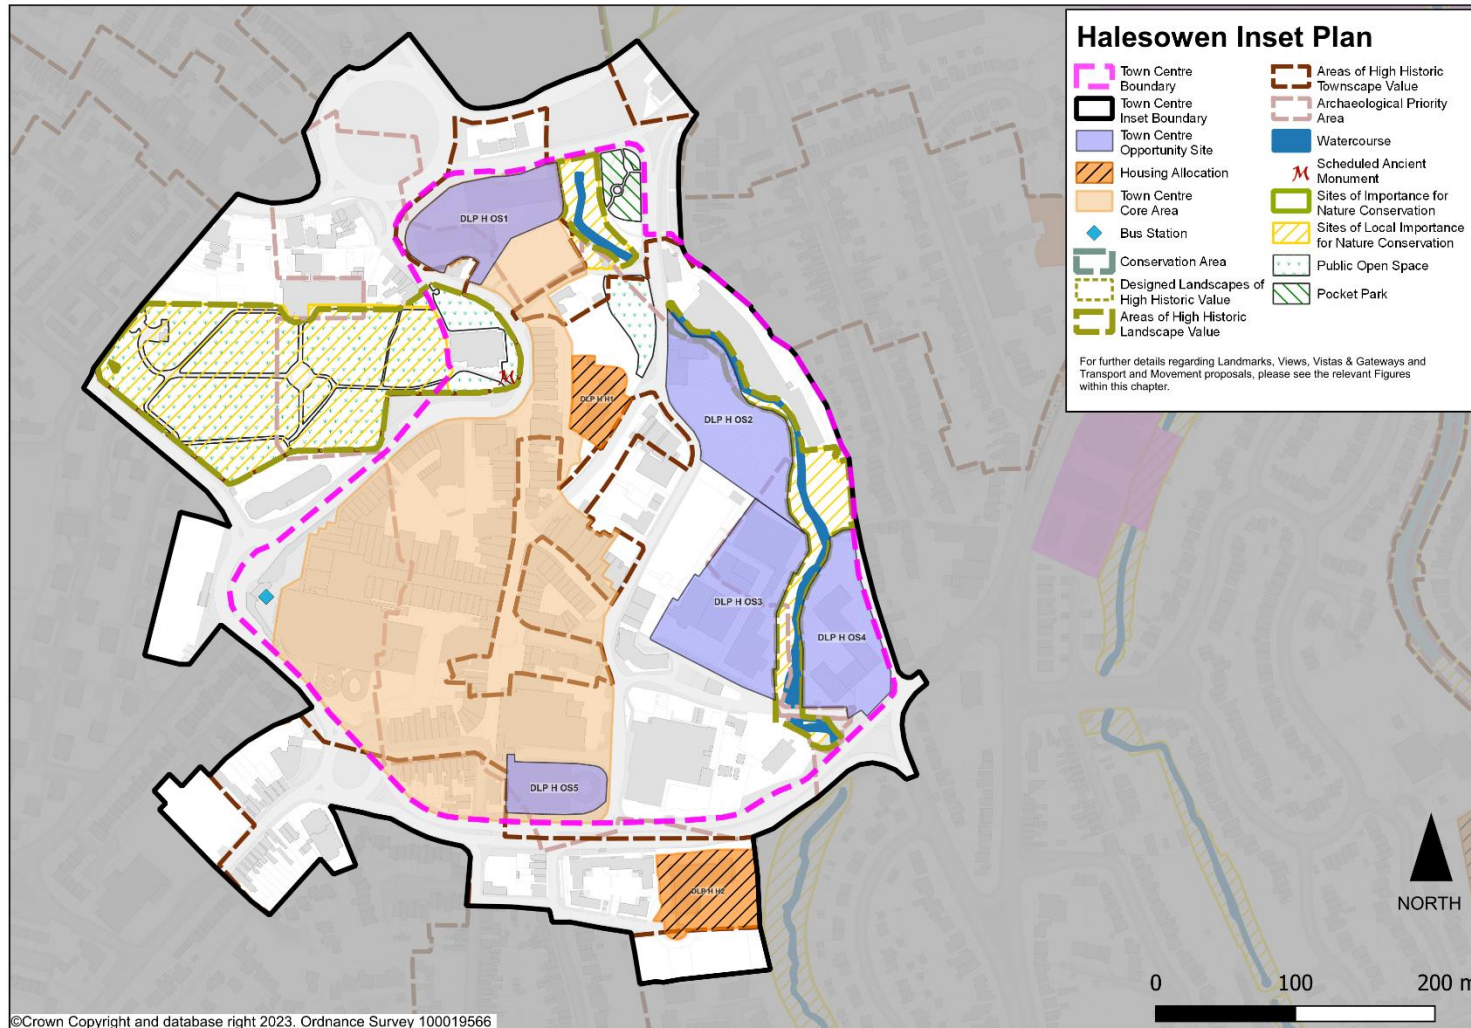 Halesowen Inset Plan
Town Centre
Boundary
Town Centre
Inset Boundary
Town Centre
Opportunity Site
Housing Allocation
Town Centre
Core Area
Bus Station
Conservation Area
Designed Landscapes of
High Historic Value
Areas of High Historic
Landscape Value
Areas of High Historic
Townscape Value
Archaeological Priority
Area
Watercourse
M
Scheduled Ancient
Monument
Sites of Importance for
Nature Conservation
Sites of Local Importance
for Nature Conservation
Public Open Space
Pocket Park
For further details regarding Landmarks, Views, Vistas & Gateways and
Transport and Movement proposals, please see the relevant Figures
within this chapter.
DLP H OS1
M
DLP H H1
DLP H OS2
DLP H OS3
DLP H OS4
DLP H OS5
DLP H H2
NORTH
0 100 200 m
©Crown Copyright and database right 2023. Ordnance Survey 100019566